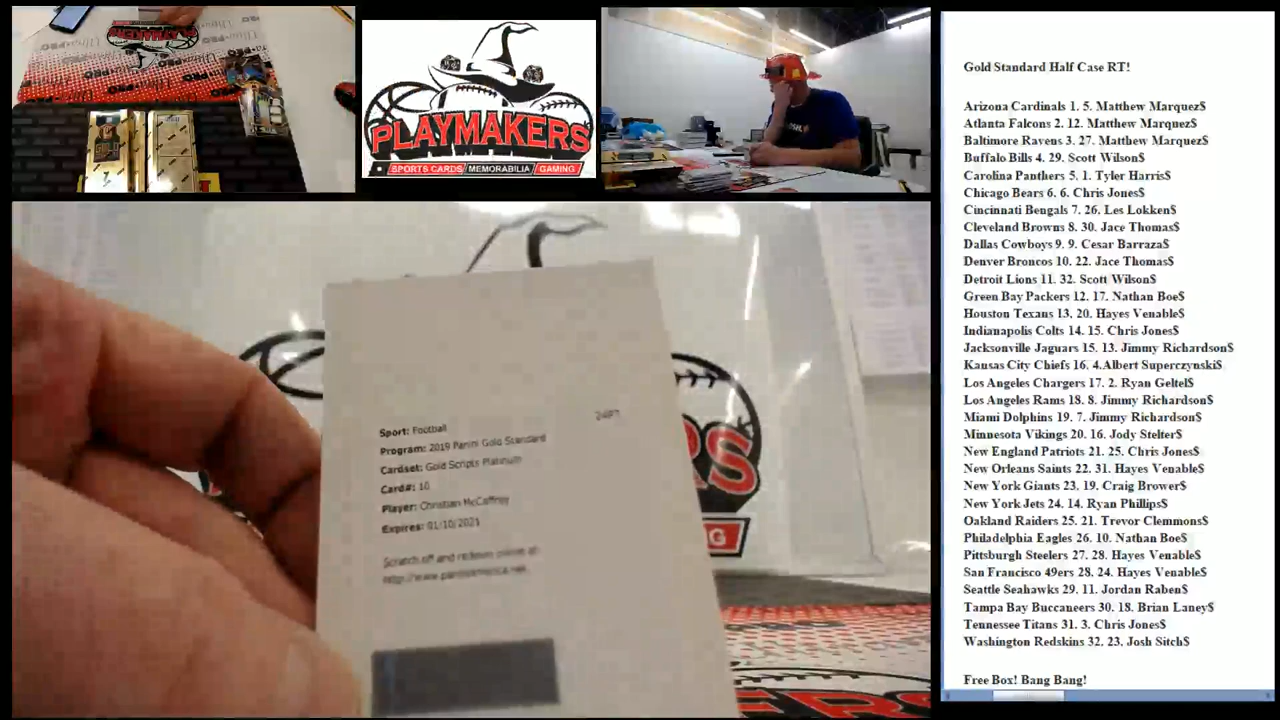 PLAYMAKERS
PLAYMAKERS
SPORTS CARDS MEMORABILIA GAMING
2497
Sport: Football
Program: 2019 Panini Gold Standard
Cardset: Gold Scripts Platinum
Card#: 10
Player: Christian McCaffrey
Expires: 01/10/2021
Scratch off and redeem online at:
http://www.paniniamerica.net
Gold Standard Half Case RT!
Arizona Cardinals 1. 5. Matthew Marquez$
Atlanta Falcons 2. 12. Matthew Marquez$
Baltimore Ravens 3. 27. Matthew Marquez$
Buffalo Bills 4. 29. Scott Wilson$
Carolina Panthers 5. 1. Tyler Harris$
Chicago Bears 6. 6. Chris Jones$
Cincinnati Bengals 7. 26. Les Lokken$
Cleveland Browns 8. 30. Jace Thomas$
Dallas Cowboys 9. 9. Cesar Barraza$
Denver Broncos 10. 22. Jace Thomas$
Detroit Lions 11. 32. Scott Wilson$
Green Bay Packers 12. 17. Nathan Boe$
Houston Texans 13. 20. Hayes Venable$
Indianapolis Colts 14. 15. Chris Jones$
Jacksonville Jaguars 15. 13. Jimmy Richardson$
Kansas City Chiefs 16. 4.Albert Superczynski$
Los Angeles Chargers 17. 2. Ryan Geltel$
Los Angeles Rams 18. 8. Jimmy Richardson$
Miami Dolphins 19. 7. Jimmy Richardson$
Minnesota Vikings 20. 16. Jody Stelter$
New England Patriots 21. 25. Chris Jones$
New Orleans Saints 22. 31. Hayes Venable$
New York Giants 23. 19. Craig Brower$
New York Jets 24. 14. Ryan Phillips$
Oakland Raiders 25. 21. Trevor Clemmons$
Philadelphia Eagles 26. 10. Nathan Boe$
Pittsburgh Steelers 27. 28. Hayes Venable$
San Francisco 49ers 28. 24. Hayes Venable$
Seattle Seahawks 29. 11. Jordan Raben$
Tampa Bay Buccaneers 30. 18. Brian Laney$
Tennessee Titans 31. 3. Chris Jones$
Washington Redskins 32. 23. Josh Sitch$
Free Box! Bang Bang!